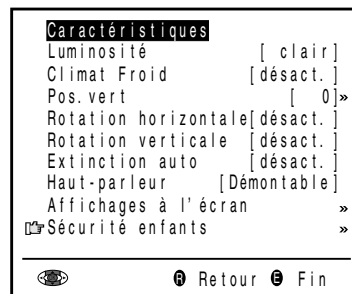 Caractéristiques
Luminosité [ clair]
Climat Froid [désact.]
Pos.vert [ 0]»
Rotation horizontale[désact.]
Rotation verticale [désact.]
Extinction auto [désact.]
Haut-parleur [Démontable]
Affichages à l'écran »
Sécurité enfants »
R Retour E Fin